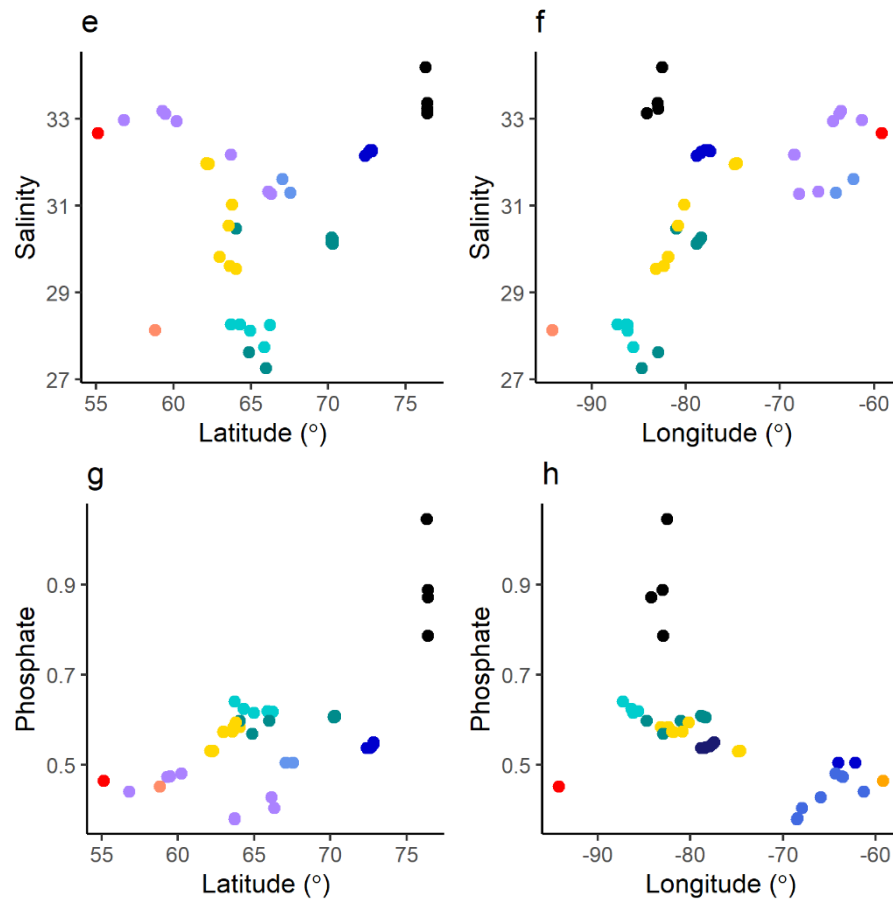 e
f
33
31
29
27
Salinity
55
60
65
70
75
Latitude (°)
33
31
29
27
Salinity
-90
-80
-70
-60
Longitude (°)
g
h
0.9
0.7
0.5
Phosphate
55
60
65
70
75
Latitude (°)
0.9
0.7
0.5
Phosphate
-90
-80
-70
-60
Longitude (°)